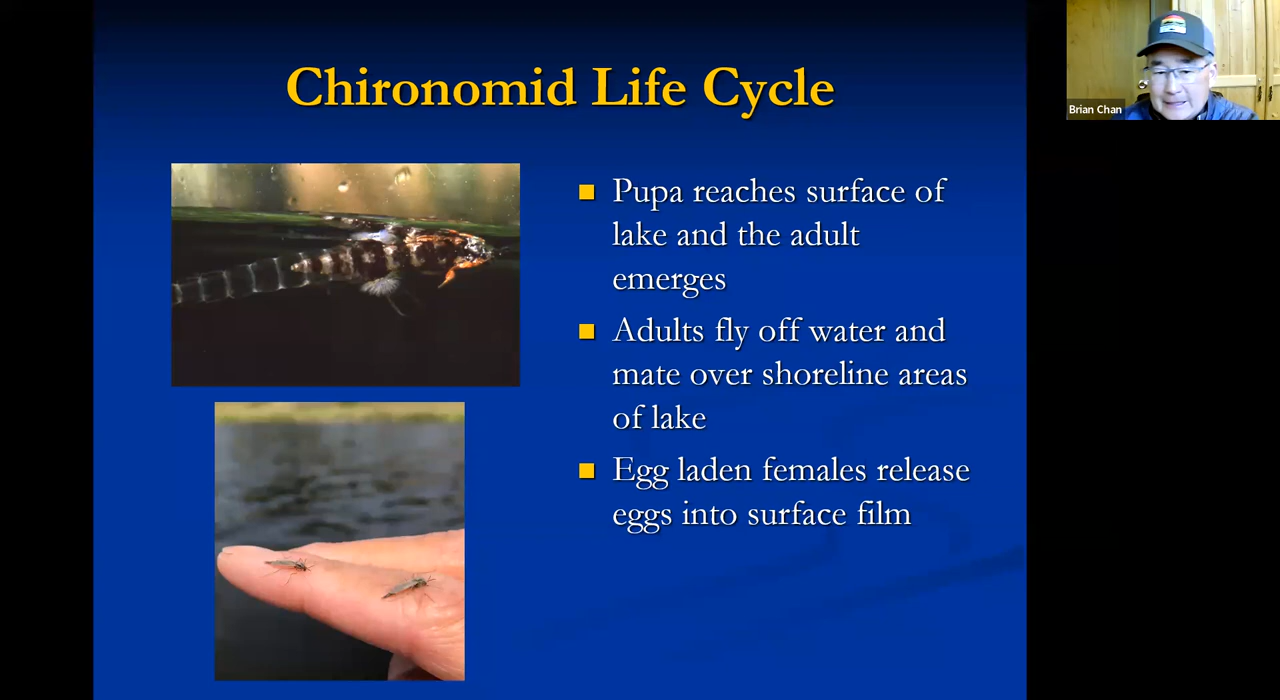 Chironomid Life Cycle
Brian Chan
Pupa reaches surface of
lake and the adult
emerges
Adults fly off water and
mate over shoreline areas
of lake
Egg laden females release
eggs into surface film